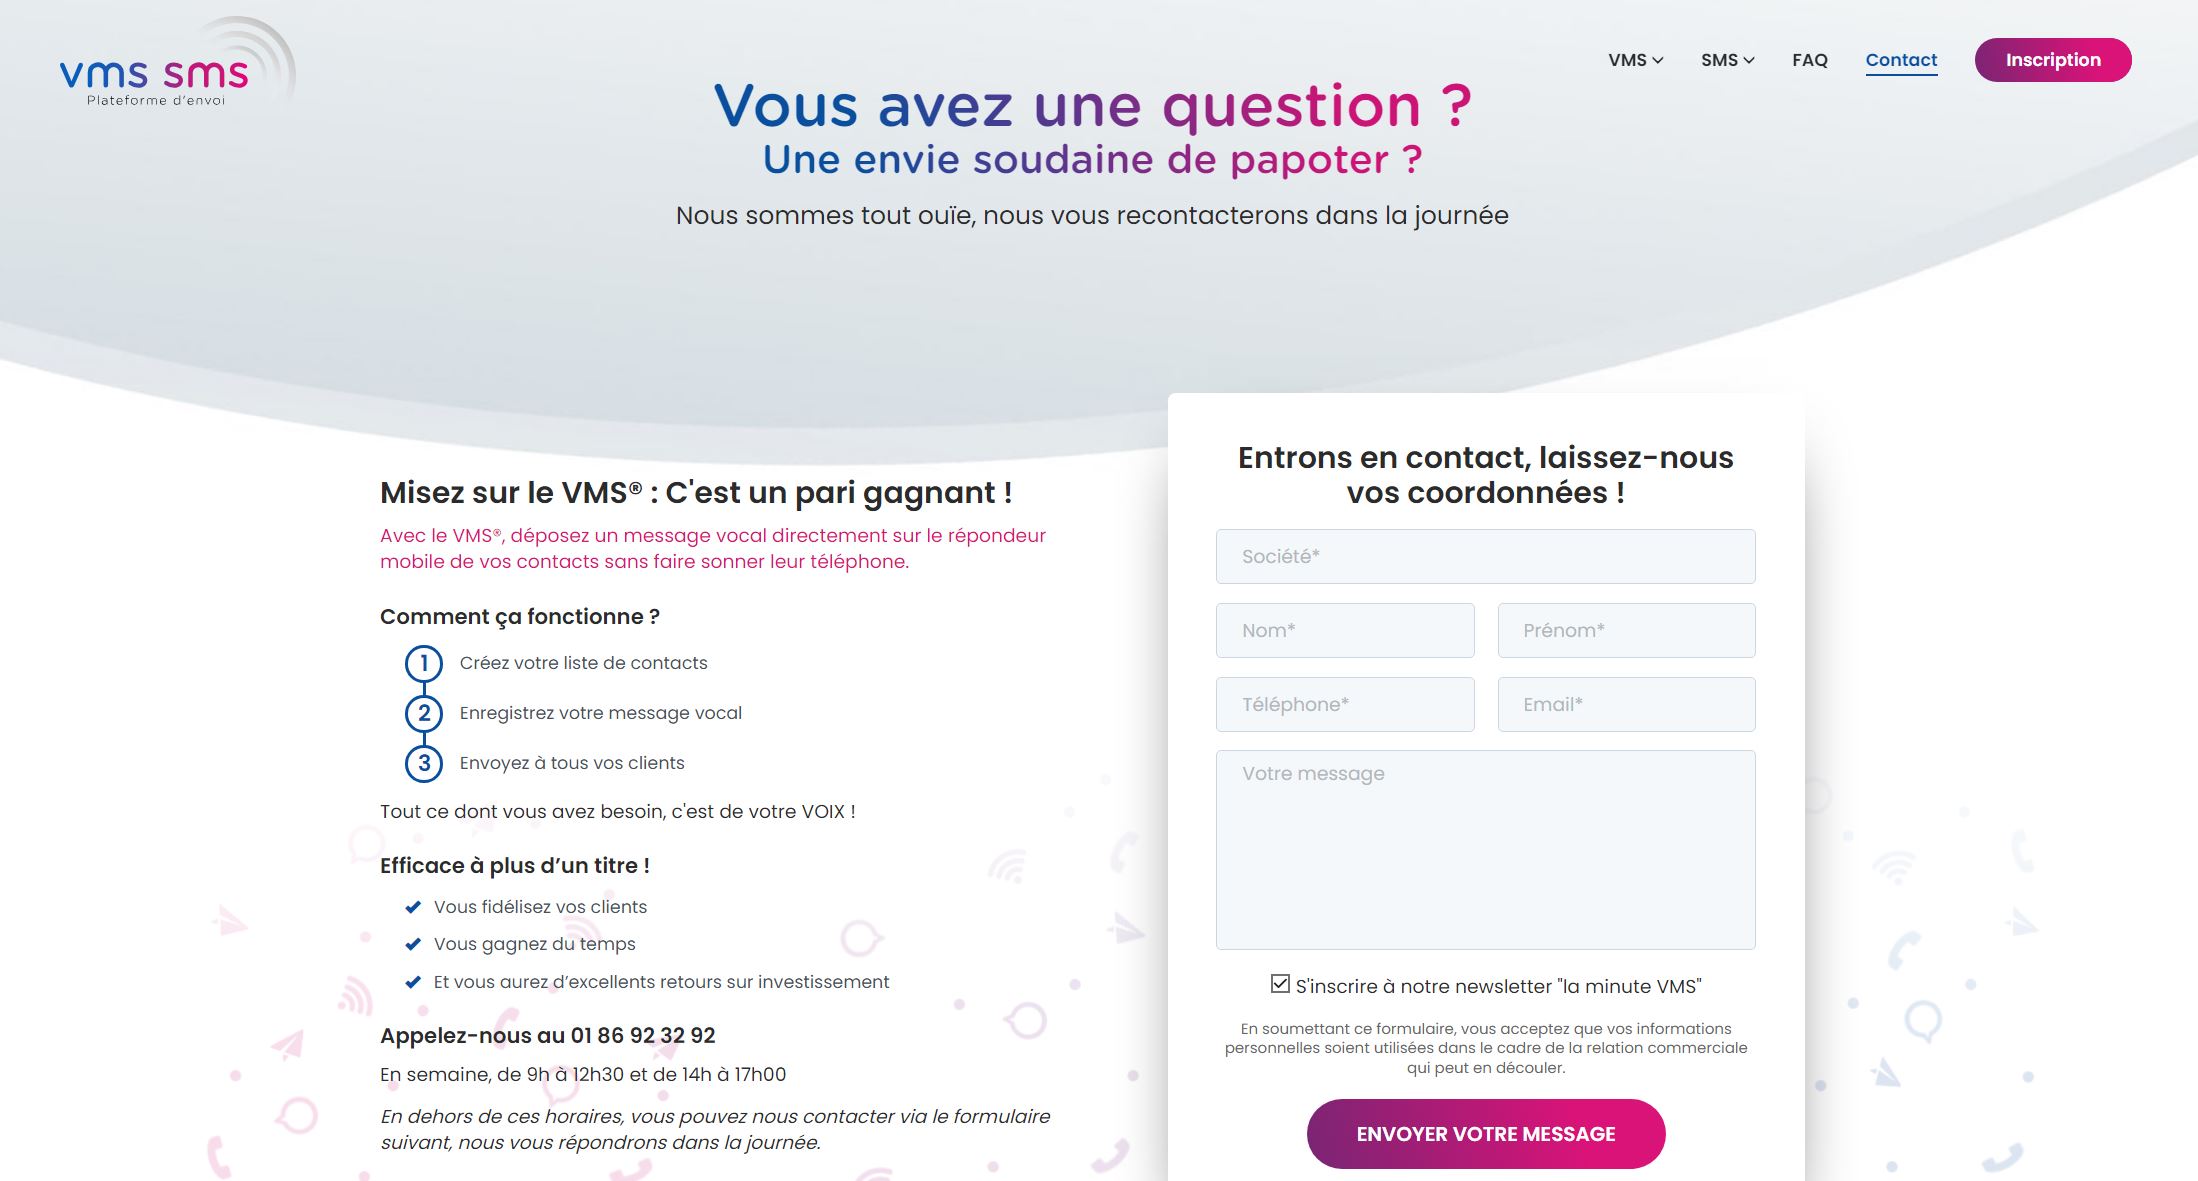 vms sms
Plateforme d'envoi
VMS
SMS
FAQ
Contact
Inscription
Vous avez une question ?
Une envie soudaine de papoter ?
Nous sommes tout ouïe, nous vous recontacterons dans la journée
Misez sur le VMS® : C'est un pari gagnant !
Avec le VMS®, déposez un message vocal directement sur le répondeur
mobile de vos contacts sans faire sonner leur téléphone.
Comment ça fonctionne ?
1 Créez votre liste de contacts
2 Enregistrez votre message vocal
3 Envoyez à tous vos clients
Tout ce dont vous avez besoin, c'est de votre VOIX !
Efficace à plus d’un titre !
Vous fidélisez vos clients
Vous gagnez du temps
Et vous aurez d’excellents retours sur investissement
Appelez-nous au 01 86 92 32 92
En semaine, de 9h à 12h30 et de 14h à 17h00
En dehors de ces horaires, vous pouvez nous contacter via le formulaire
suivant, nous vous répondrons dans la journée.
Entrons en contact, laissez-nous
vos coordonnées !
Société*
Nom*
Prénom*
Téléphone*
Email*
Votre message
S'inscrire à notre newsletter "la minute VMS"
En soumettant ce formulaire, vous acceptez que vos informations
personnelles soient utilisées dans le cadre de la relation commerciale
qui peut en découler.
ENVOYER VOTRE MESSAGE